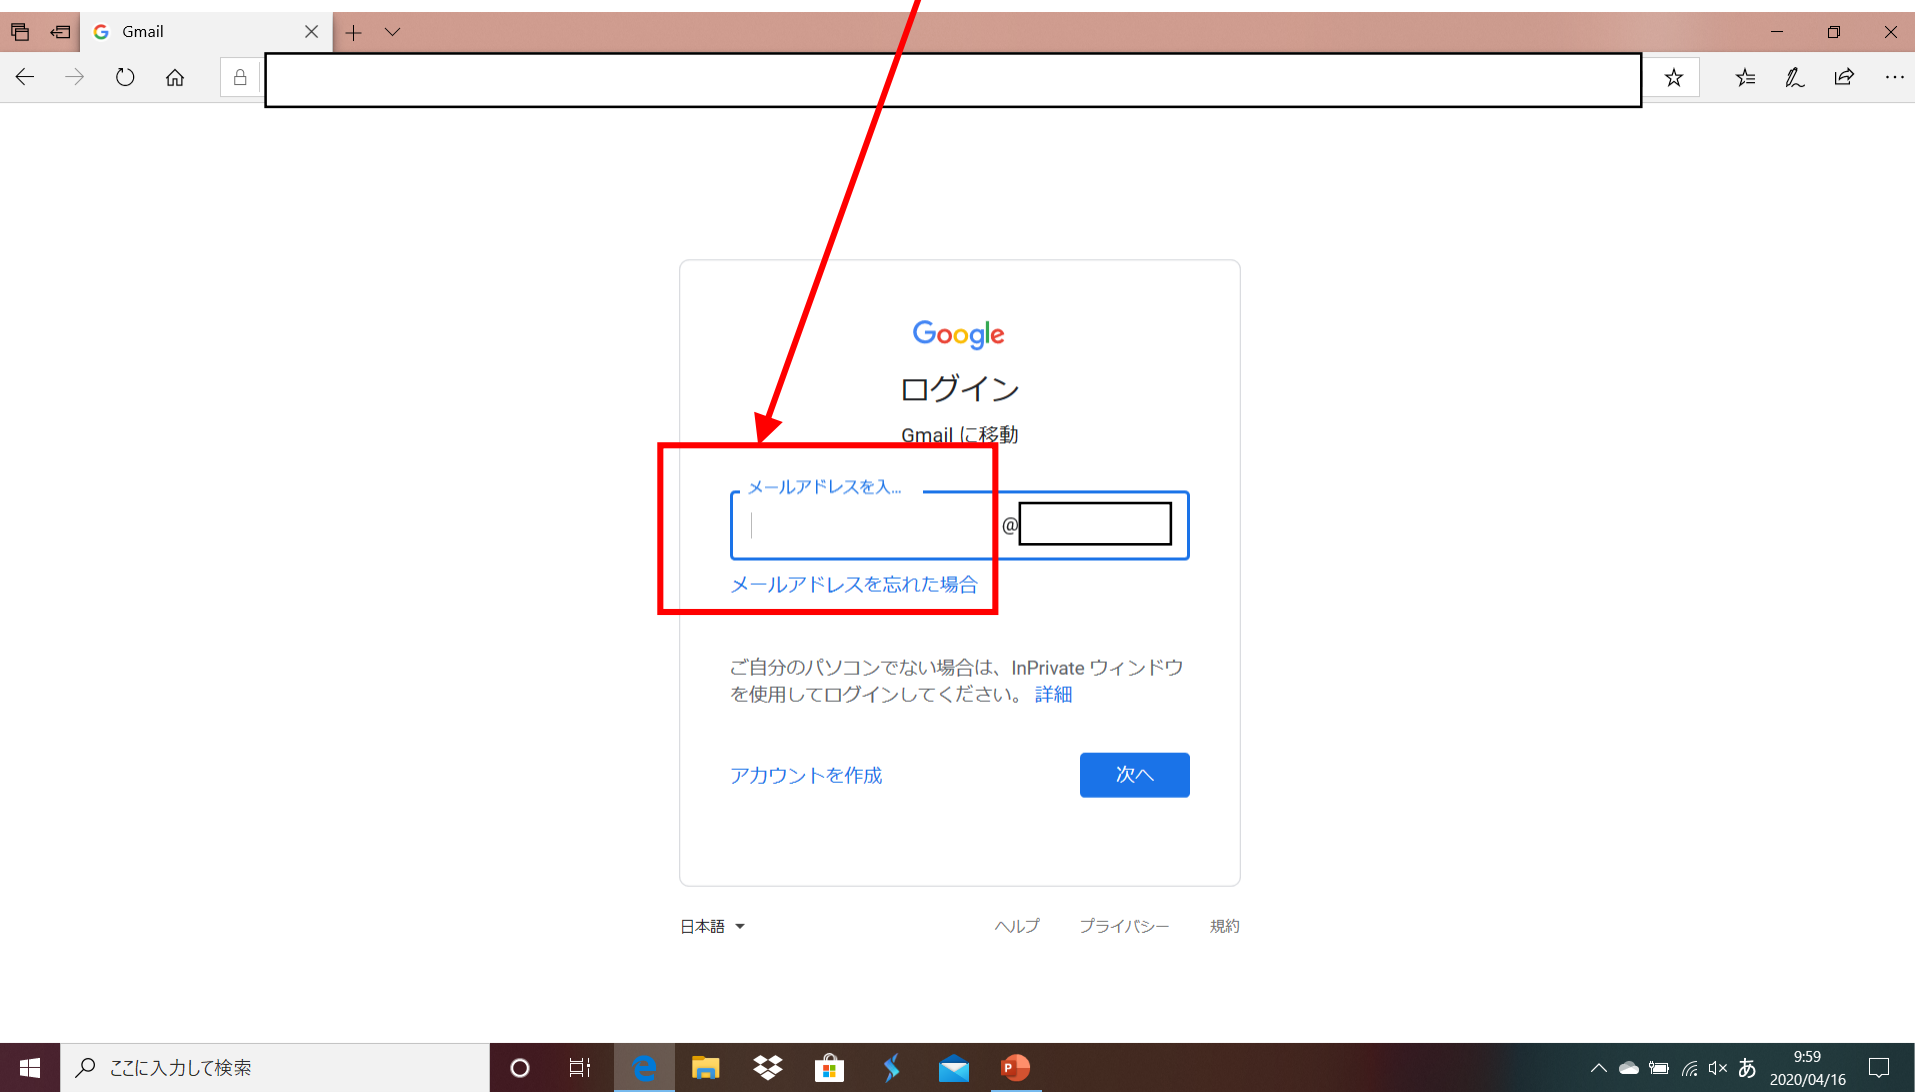 Gmail
Google
ログイン
Gmail に移動
メールアドレスを入...
@
メールアドレスを忘れた場合
ご自分のパソコンでない場合は、InPrivate ウィンドウ
を使用してログインしてください。 詳細
アカウントを作成
次へ
日本語
ヘルプ
プライバシー
規約
ここに入力して検索
あ
9:59
2020/04/16